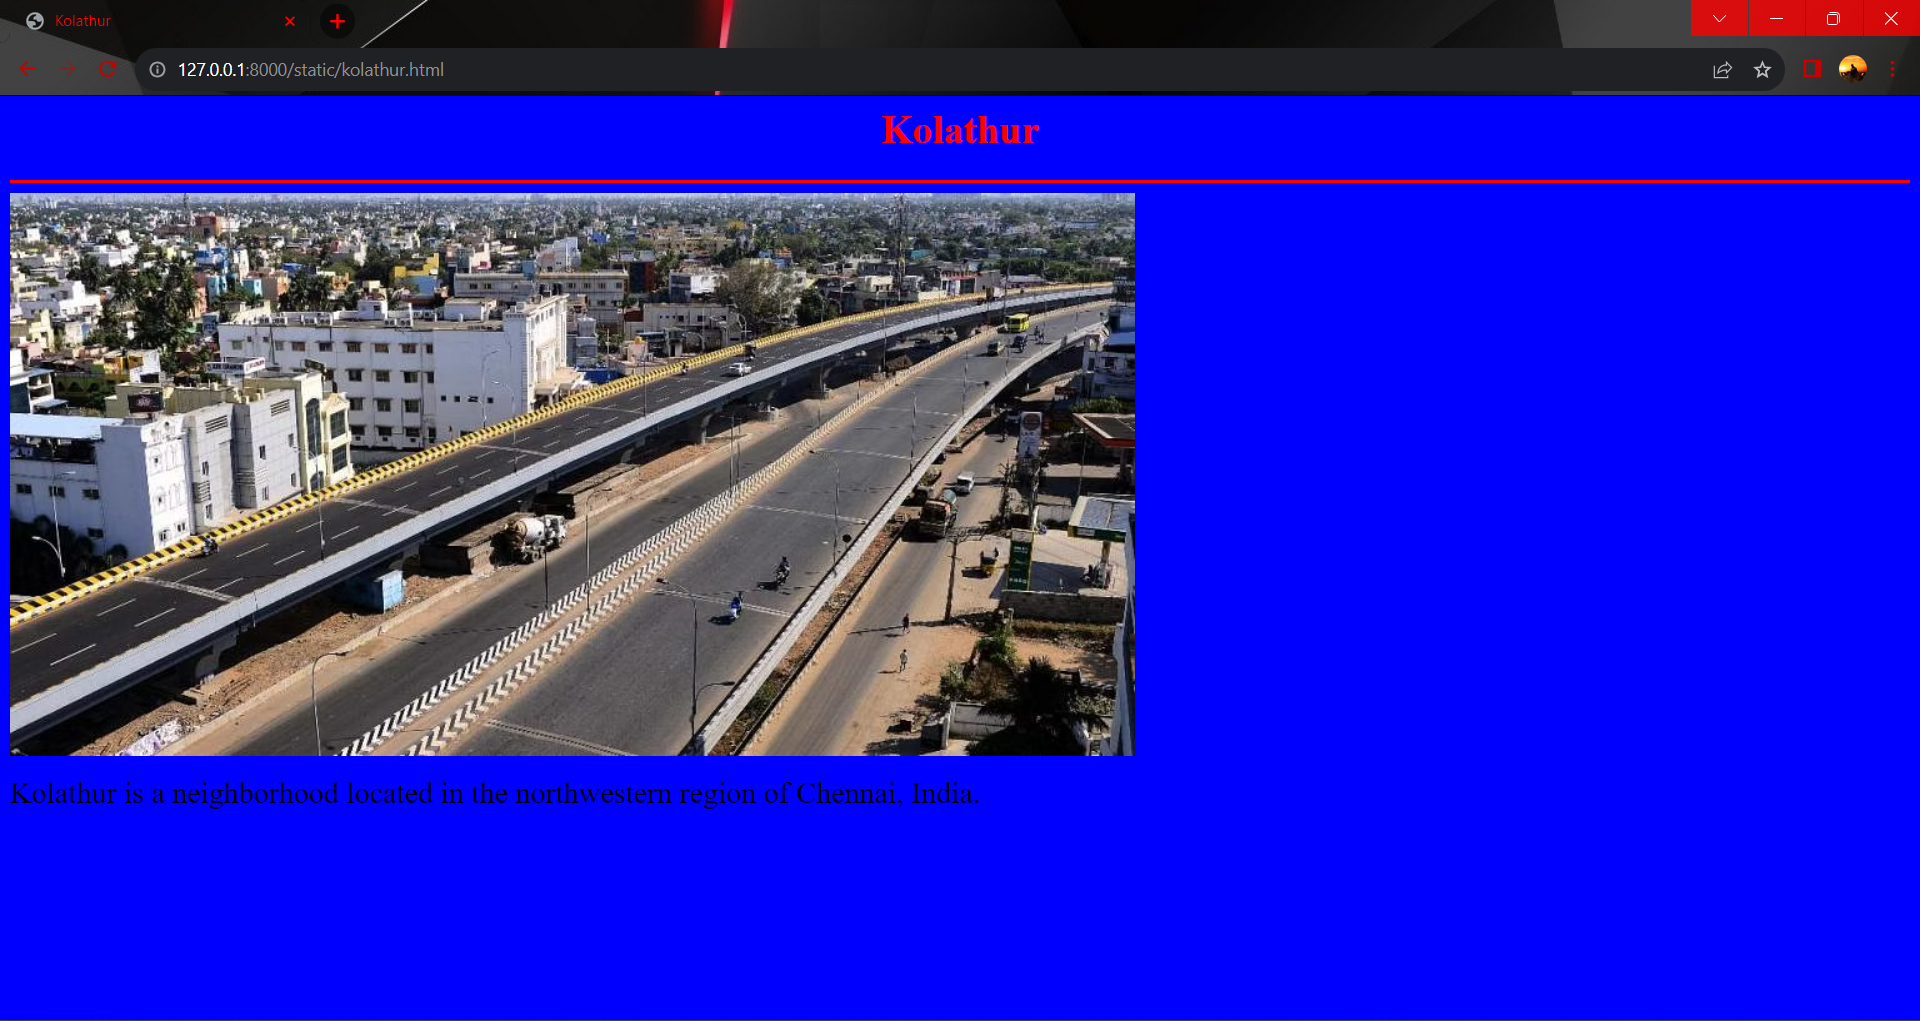 Kolathur
127.0.0.1:8000/static/kolathur.html
Kolathur
Kolathur is a neighborhood located in the northwestern region of Chennai, India.